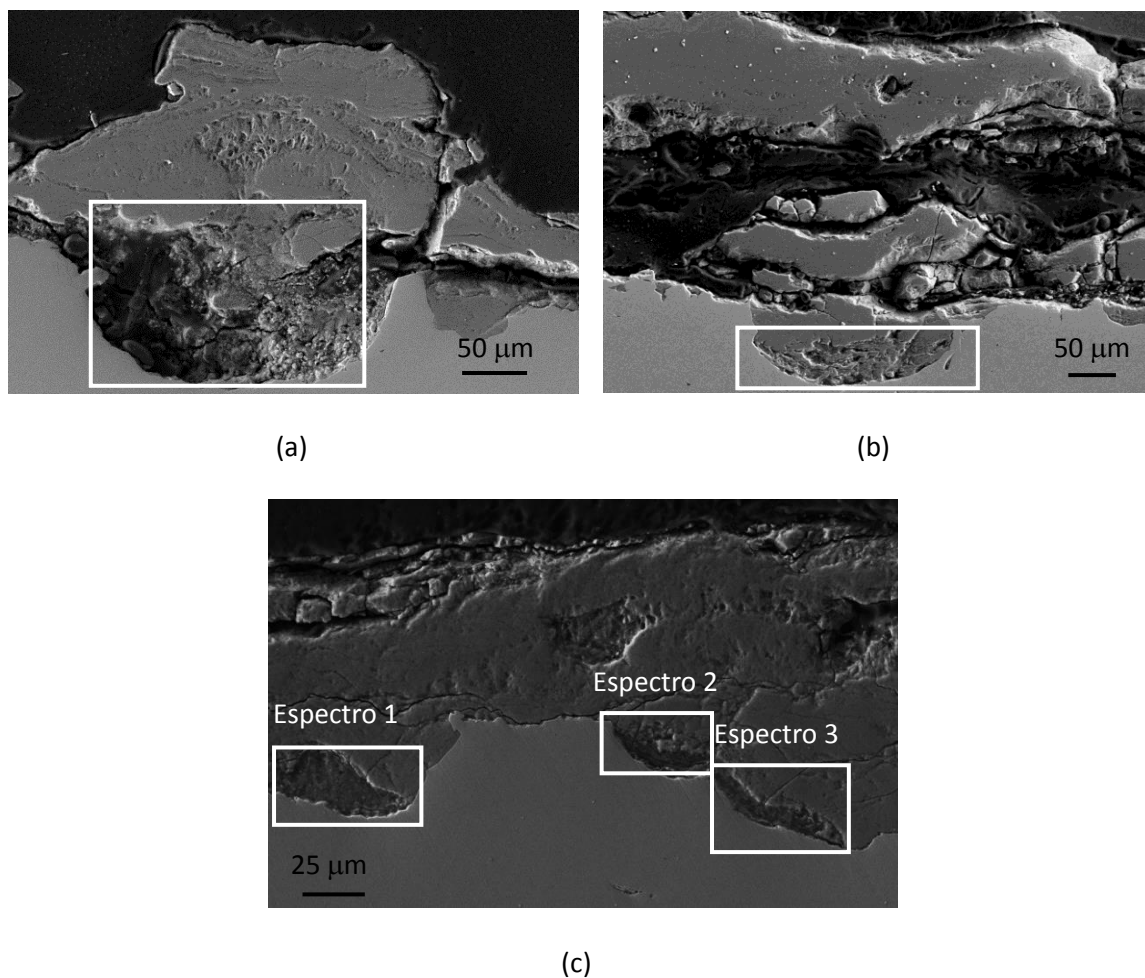 50 μm
50 μm
(a)
(b)
Espectro 1
Espectro 2
Espectro 3
25 μm
(c)